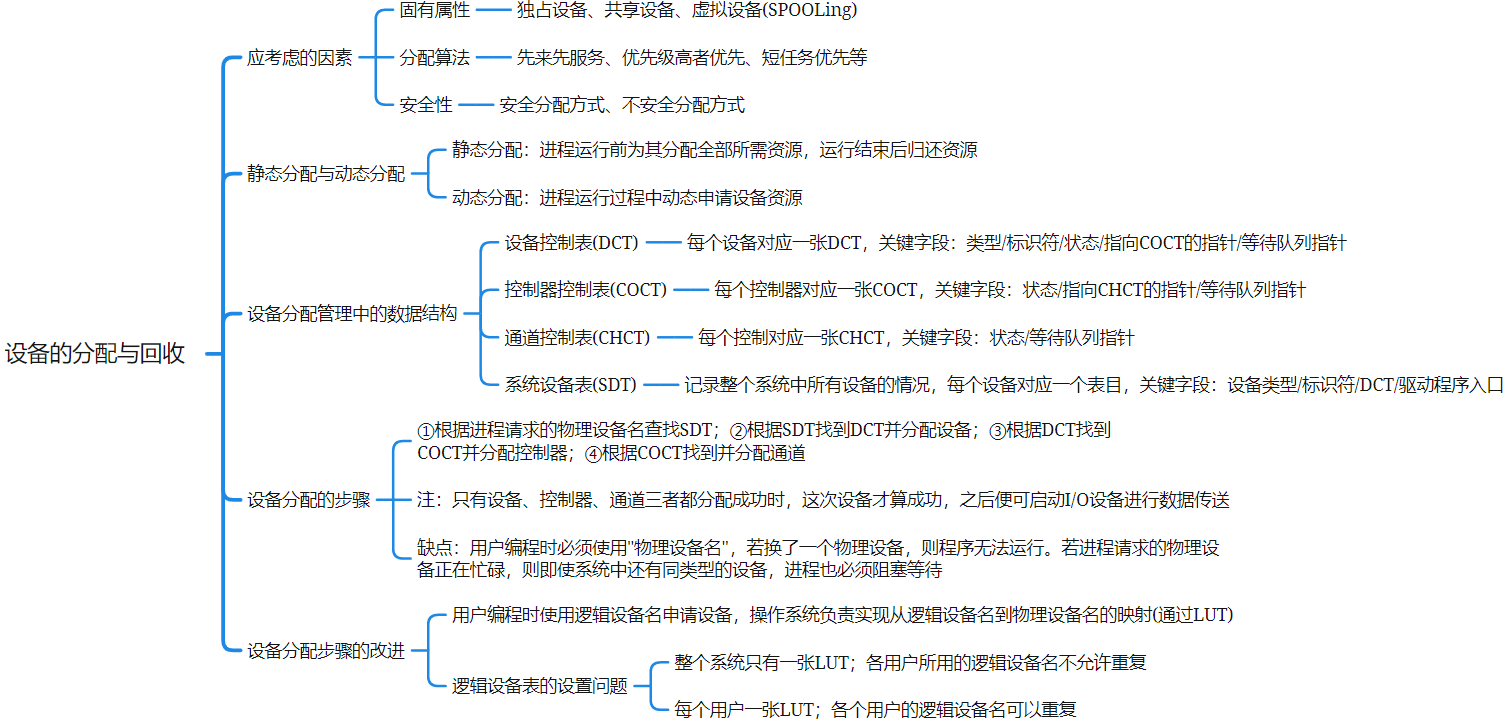 设备的分配与回收
应考虑的因素
固有属性
独占设备、共享设备、虚拟设备(SPOOLing)
分配算法
先来先服务、优先级高者优先、短任务优先等
安全性
安全分配方式、不安全分配方式
静态分配与动态分配
静态分配：进程运行前为其分配全部所需资源，运行结束后归还资源
动态分配：进程运行过程中动态申请设备资源
设备分配管理中的数据结构
设备控制表(DCT)
每个设备对应一张DCT，关键字段：类型/标识符/状态/指向COCT的指针/等待队列指针
控制器控制表(COCT)
每个控制器对应一张COCT，关键字段：状态/指向CHCT的指针/等待队列指针
通道控制表(CHCT)
每个控制对应一张CHCT，关键字段：状态/等待队列指针
系统设备表(SDT)
记录整个系统中所有设备的情况，每个设备对应一个表目，关键字段：设备类型/标识符/DCT/驱动程序入口
设备分配的步骤
①根据进程请求的物理设备名查找SDT；②根据SDT找到DCT并分配设备；③根据DCT找到
COCT并分配控制器；④根据COCT找到并分配通道
注：只有设备、控制器、通道三者都分配成功时，这次设备才算成功，之后便可启动I/O设备进行数据传送
缺点：用户编程时必须使用"物理设备名"，若换了一个物理设备，则程序无法运行。若进程请求的物理设
备正在忙碌，则即使系统中还有同类型的设备，进程也必须阻塞等待
设备分配步骤的改进
用户编程时使用逻辑设备名申请设备，操作系统负责实现从逻辑设备名到物理设备名的映射(通过LUT)
逻辑设备表的设置问题
整个系统只有一张LUT；各用户所用的逻辑设备名不允许重复
每个用户一张LUT；各个用户的逻辑设备名可以重复